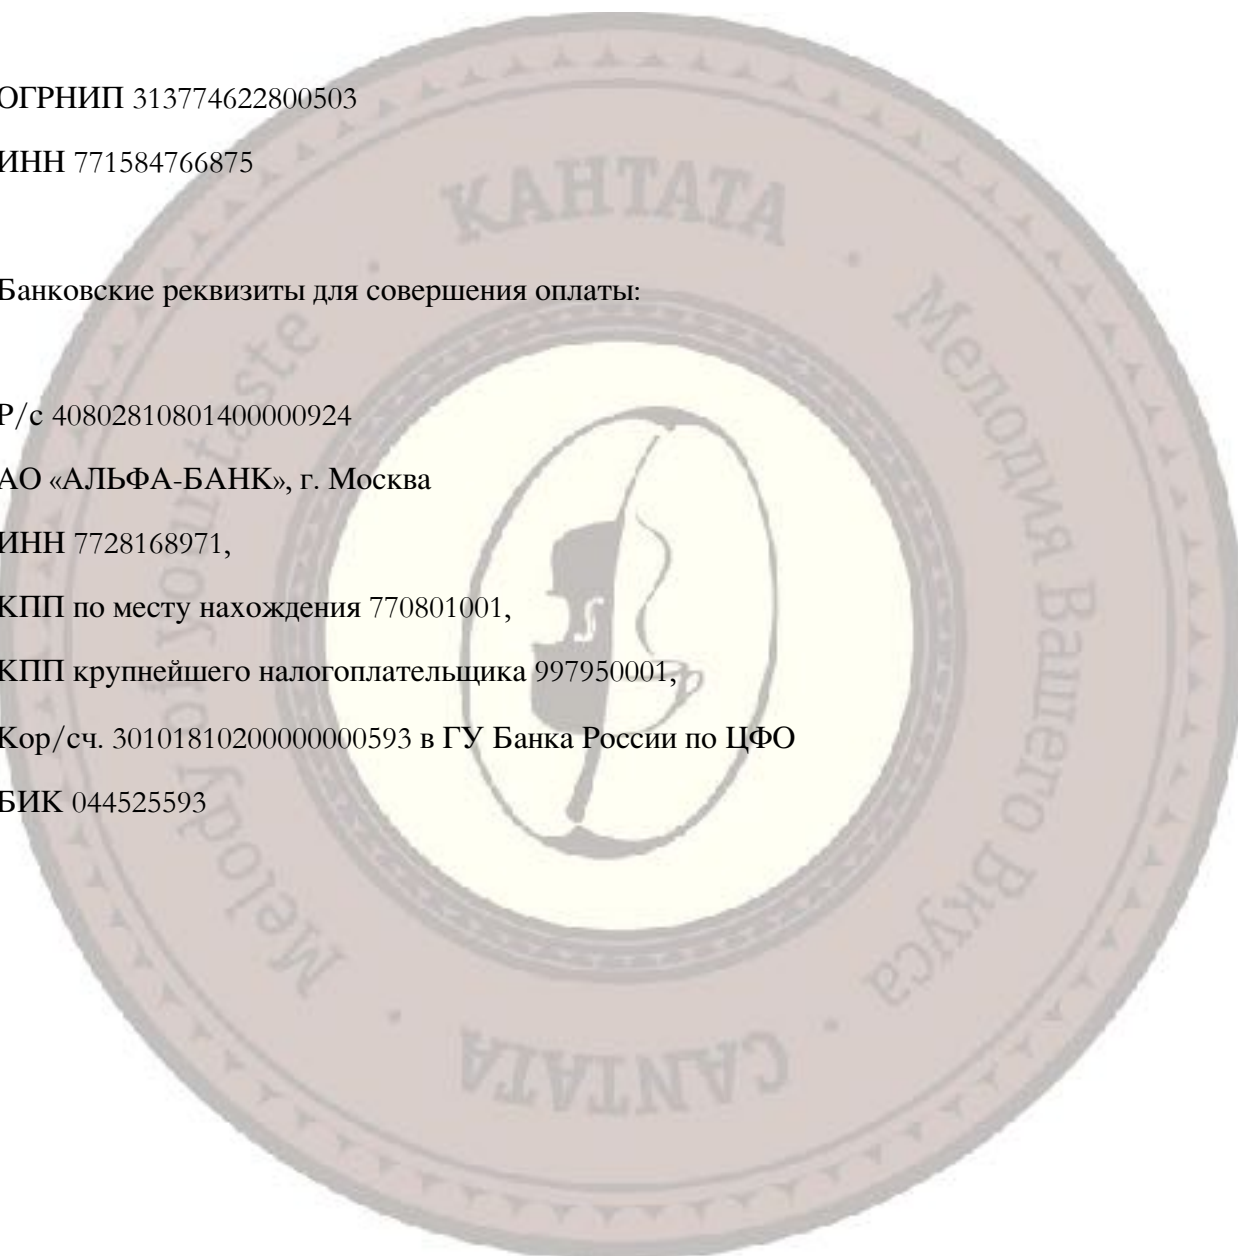 ОГРНИП 313774622800503
ИНН 771584766875
Банковские реквизиты для совершения оплаты:
Р/с 40802810801400000924
АО «АЛЬФА-БАНК», г. Москва
ИНН 7728168971,
КПП по месту нахождения 770801001,
КПП крупнейшего налогоплательщика 997950001,
Кор/сч. 30101810200000000593 в ГУ Банка России по ЦФО
БИК 044525593
КАНТАТА
Мелодия Вашего Вкуса
CANTATA
Melody of your taste